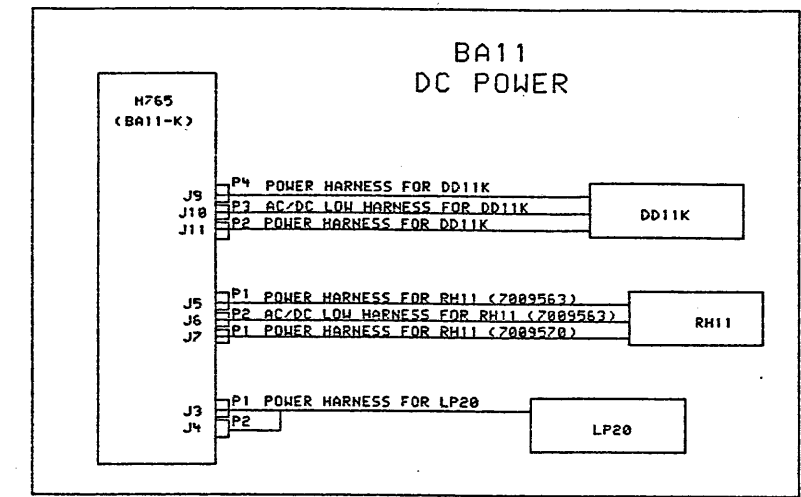 BA11
DC POWER
H765
(BA11-K)
J9 P4 POWER HARNESS FOR DD11K
J10 P3 AC/DC LOW HARNESS FOR DD11K
J11 P2 POWER HARNESS FOR DD11K
DD11K
J5 P1 POWER HARNESS FOR RH11 (7009563)
J6 P2 AC/DC LOW HARNESS FOR RH11 (7009563)
J7 P1 POWER HARNESS FOR RH11 (7009570)
RH11
J3 P1 POWER HARNESS FOR LP20
J4 P2
LP20